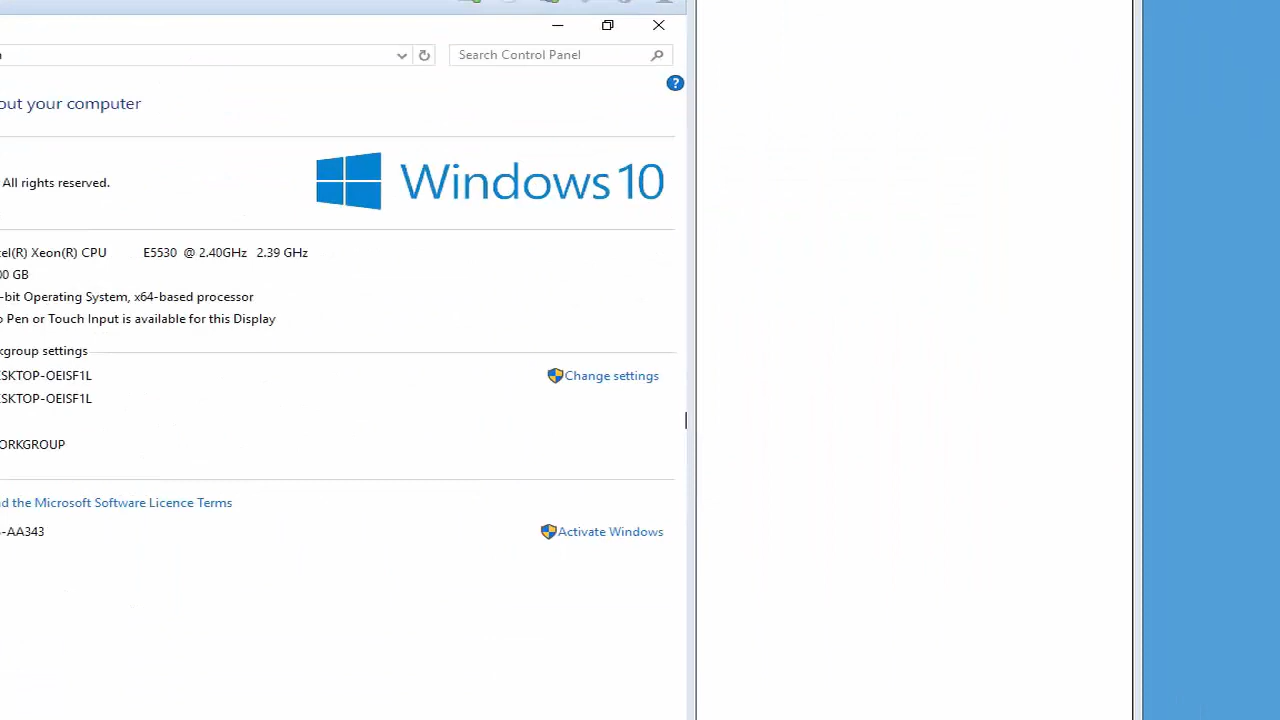 Search Control Panel
?
out your computer
All rights reserved.
Windows 10
tel(R) Xeon(R) CPU E5530 @ 2.40GHz 2.39 GHz
00 GB
-bit Operating System, x64-based processor
o Pen or Touch Input is available for this Display
kgroup settings
SKTOP-OEISF1L
Change settings
SKTOP-OEISF1L
ORKGROUP
d the Microsoft Software Licence Terms
-AA343
Activate Windows